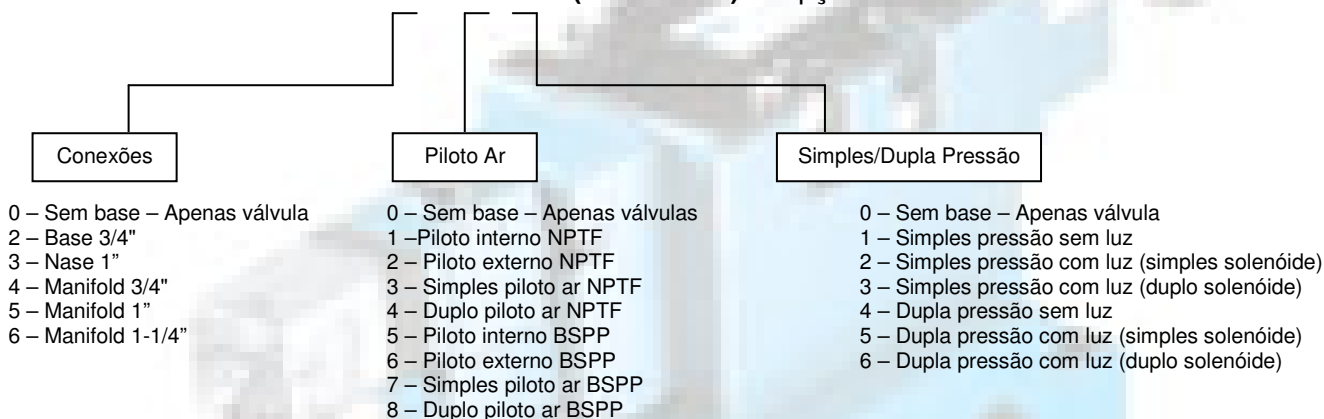 Conexões
Piloto Ar
Simples/Dupla Pressão
0 – Sem base – Apenas válvula
2 – Base 3/4"
3 – Nase 1”
4 – Manifold 3/4"
5 – Manifold 1”
6 – Manifold 1-1/4”
0 – Sem base – Apenas válvulas
1 –Piloto interno NPTF
2 – Piloto externo NPTF
3 – Simples piloto ar NPTF
4 – Duplo piloto ar NPTF
5 – Piloto interno BSPP
6 – Piloto externo BSPP
7 – Simples piloto ar BSPP
8 – Duplo piloto ar BSPP
0 – Sem base – Apenas válvula
1 – Simples pressão sem luz
2 – Simples pressão com luz (simples solenóide)
3 – Simples pressão com luz (duplo solenóide)
4 – Dupla pressão sem luz
5 – Dupla pressão com luz (simples solenóide)
6 – Dupla pressão com luz (duplo solenóide)